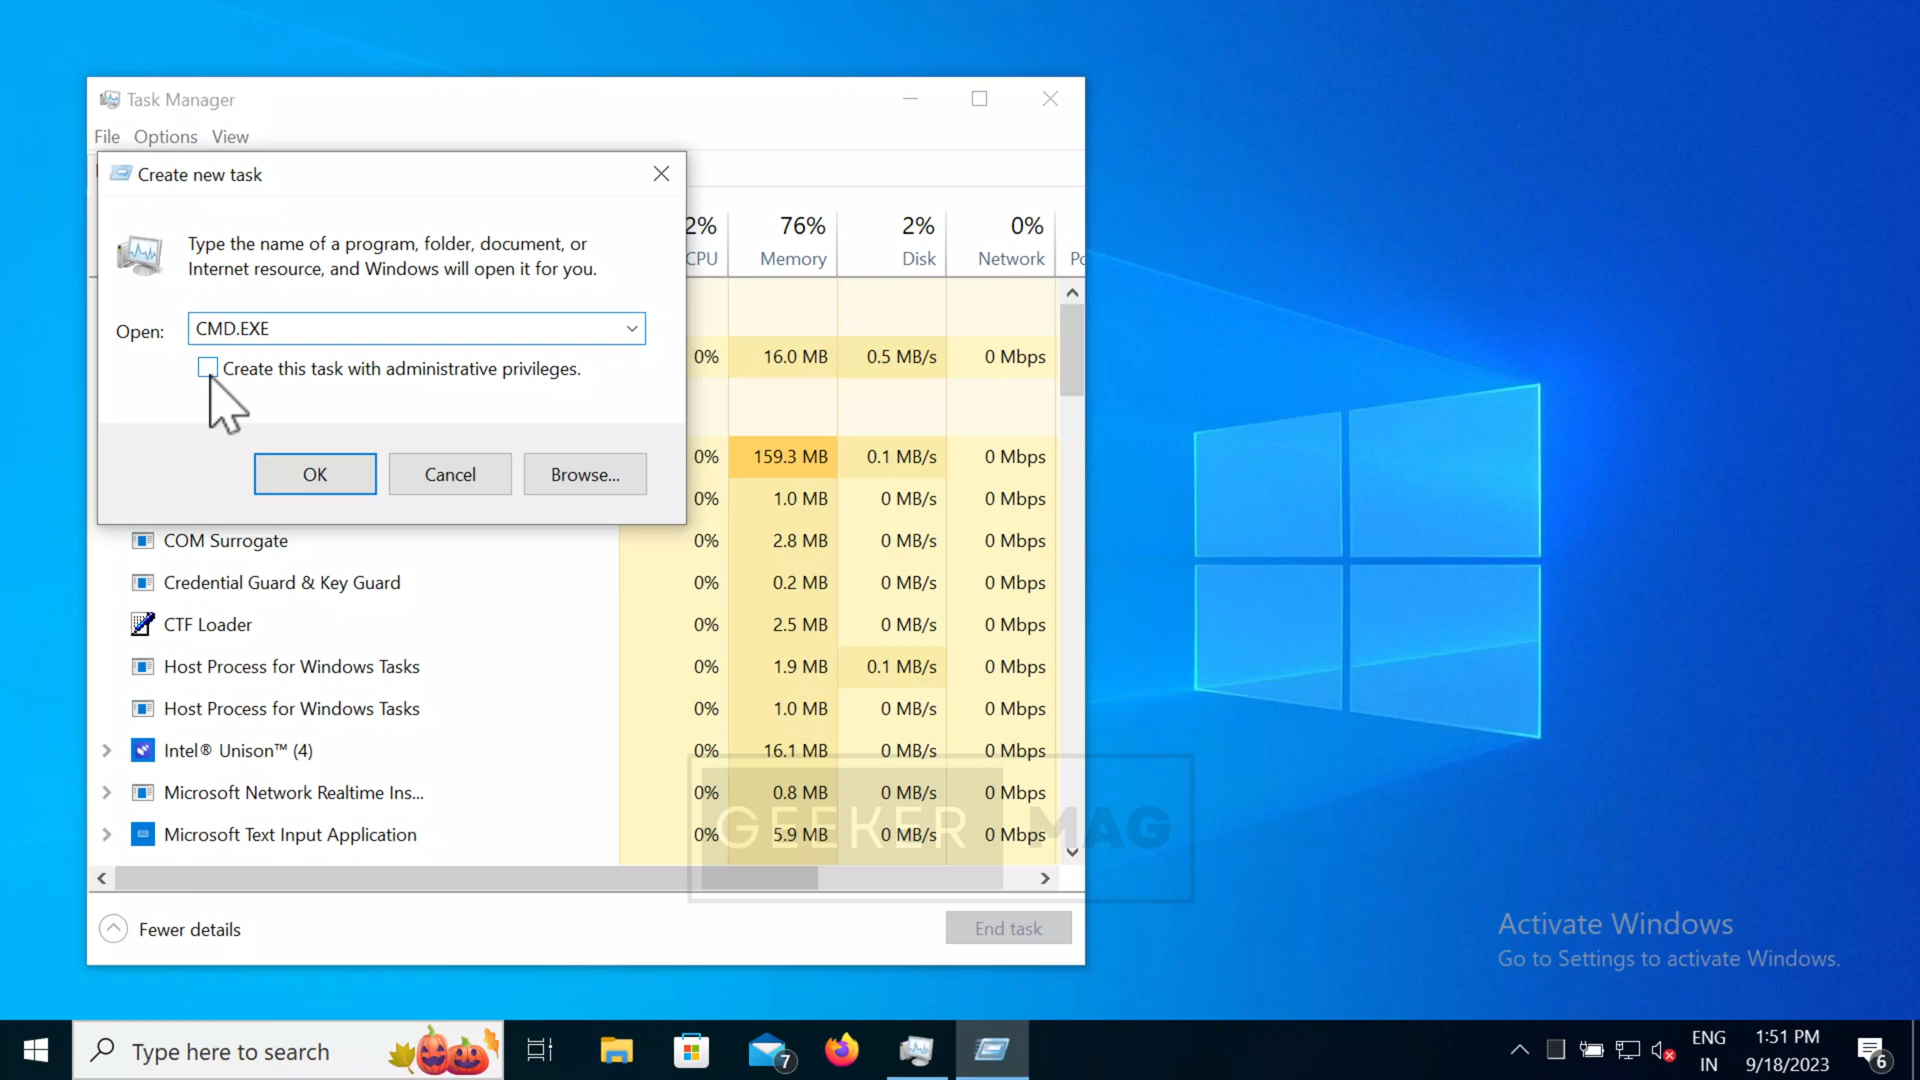 Task Manager
File Options View
Create new task
Type the name of a program, folder, document, or
Internet resource, and Windows will open it for you.
Open: CMD.EXE
Create this task with administrative privileges.
OK Cancel Browse...
2% 76% 2% 0%
CPU Memory Disk Network
0% 16.0 MB 0.5 MB/s 0 Mbps
0% 159.3 MB 0.1 MB/s 0 Mbps
0% 1.0 MB 0 MB/s 0 Mbps
COM Surrogate 0% 2.8 MB 0 MB/s 0 Mbps
Credential Guard & Key Guard 0% 0.2 MB 0 MB/s 0 Mbps
CTF Loader 0% 2.5 MB 0 MB/s 0 Mbps
Host Process for Windows Tasks 0% 1.9 MB 0.1 MB/s 0 Mbps
Host Process for Windows Tasks 0% 1.0 MB 0 MB/s 0 Mbps
Intel® Unison™ (4) 0% 16.1 MB 0 MB/s 0 Mbps
Microsoft Network Realtime Ins... 0% 0.8 MB 0 MB/s 0 Mbps
Microsoft Text Input Application 0% 5.9 MB 0 MB/s 0 Mbps
GEEKER MAG
Fewer details End task
Activate Windows
Go to Settings to activate Windows.
Type here to search
7
ENG
IN
1:51 PM
9/18/2023
6